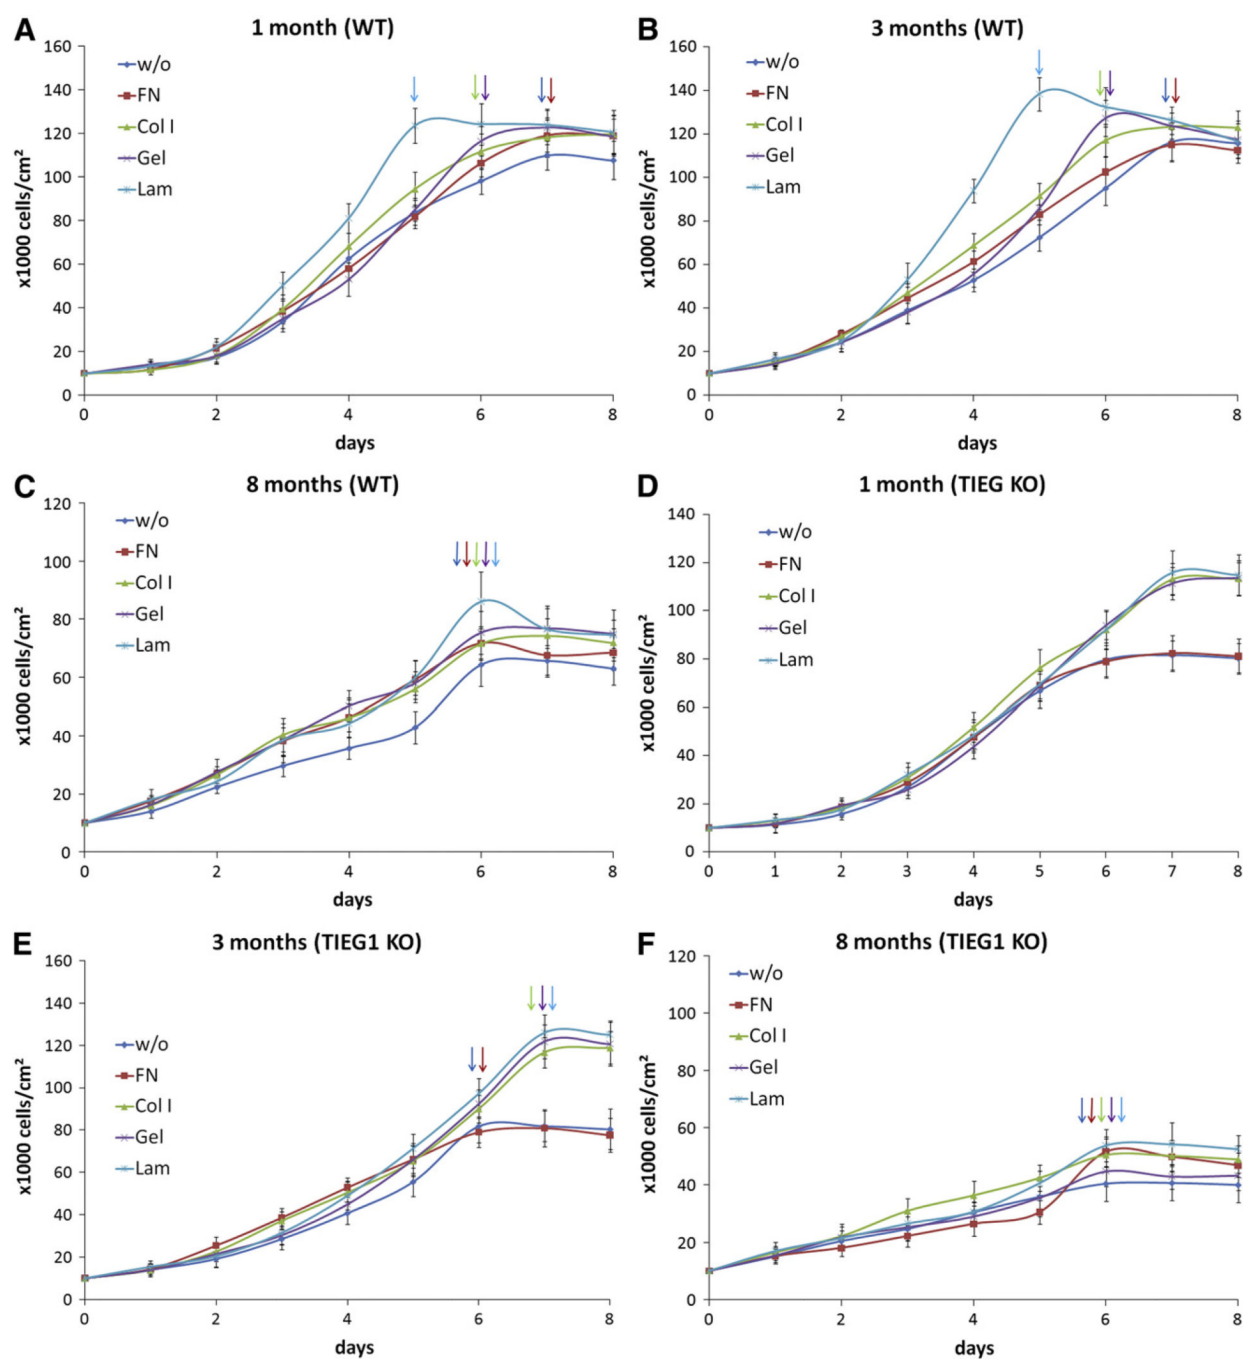 A
1 month (WT)
160
140
120
100
80
60
40
20
0
x1000 cells/cm²
w/o
FN
Col I
Gel
Lam
0 2 4 6 8
days
B
3 months (WT)
160
140
120
100
80
60
40
20
0
x1000 cells/cm²
w/o
FN
Col I
Gel
Lam
0 2 4 6 8
days
C
8 months (WT)
120
100
80
60
40
20
0
x1000 cells/cm²
w/o
FN
Col I
Gel
Lam
0 2 4 6 8
days
D
1 month (TIEG KO)
140
120
100
80
60
40
20
0
x1000 cells/cm²
w/o
FN
Col I
Gel
Lam
0 1 2 3 4 5 6 7 8
days
E
3 months (TIEG1 KO)
160
140
120
100
80
60
40
20
0
x1000 cells/cm²
w/o
FN
Col I
Gel
Lam
0 2 4 6 8
days
F
8 months (TIEG1 KO)
120
100
80
60
40
20
0
x1000 cells/cm²
w/o
FN
Col I
Gel
Lam
0 2 4 6 8
days